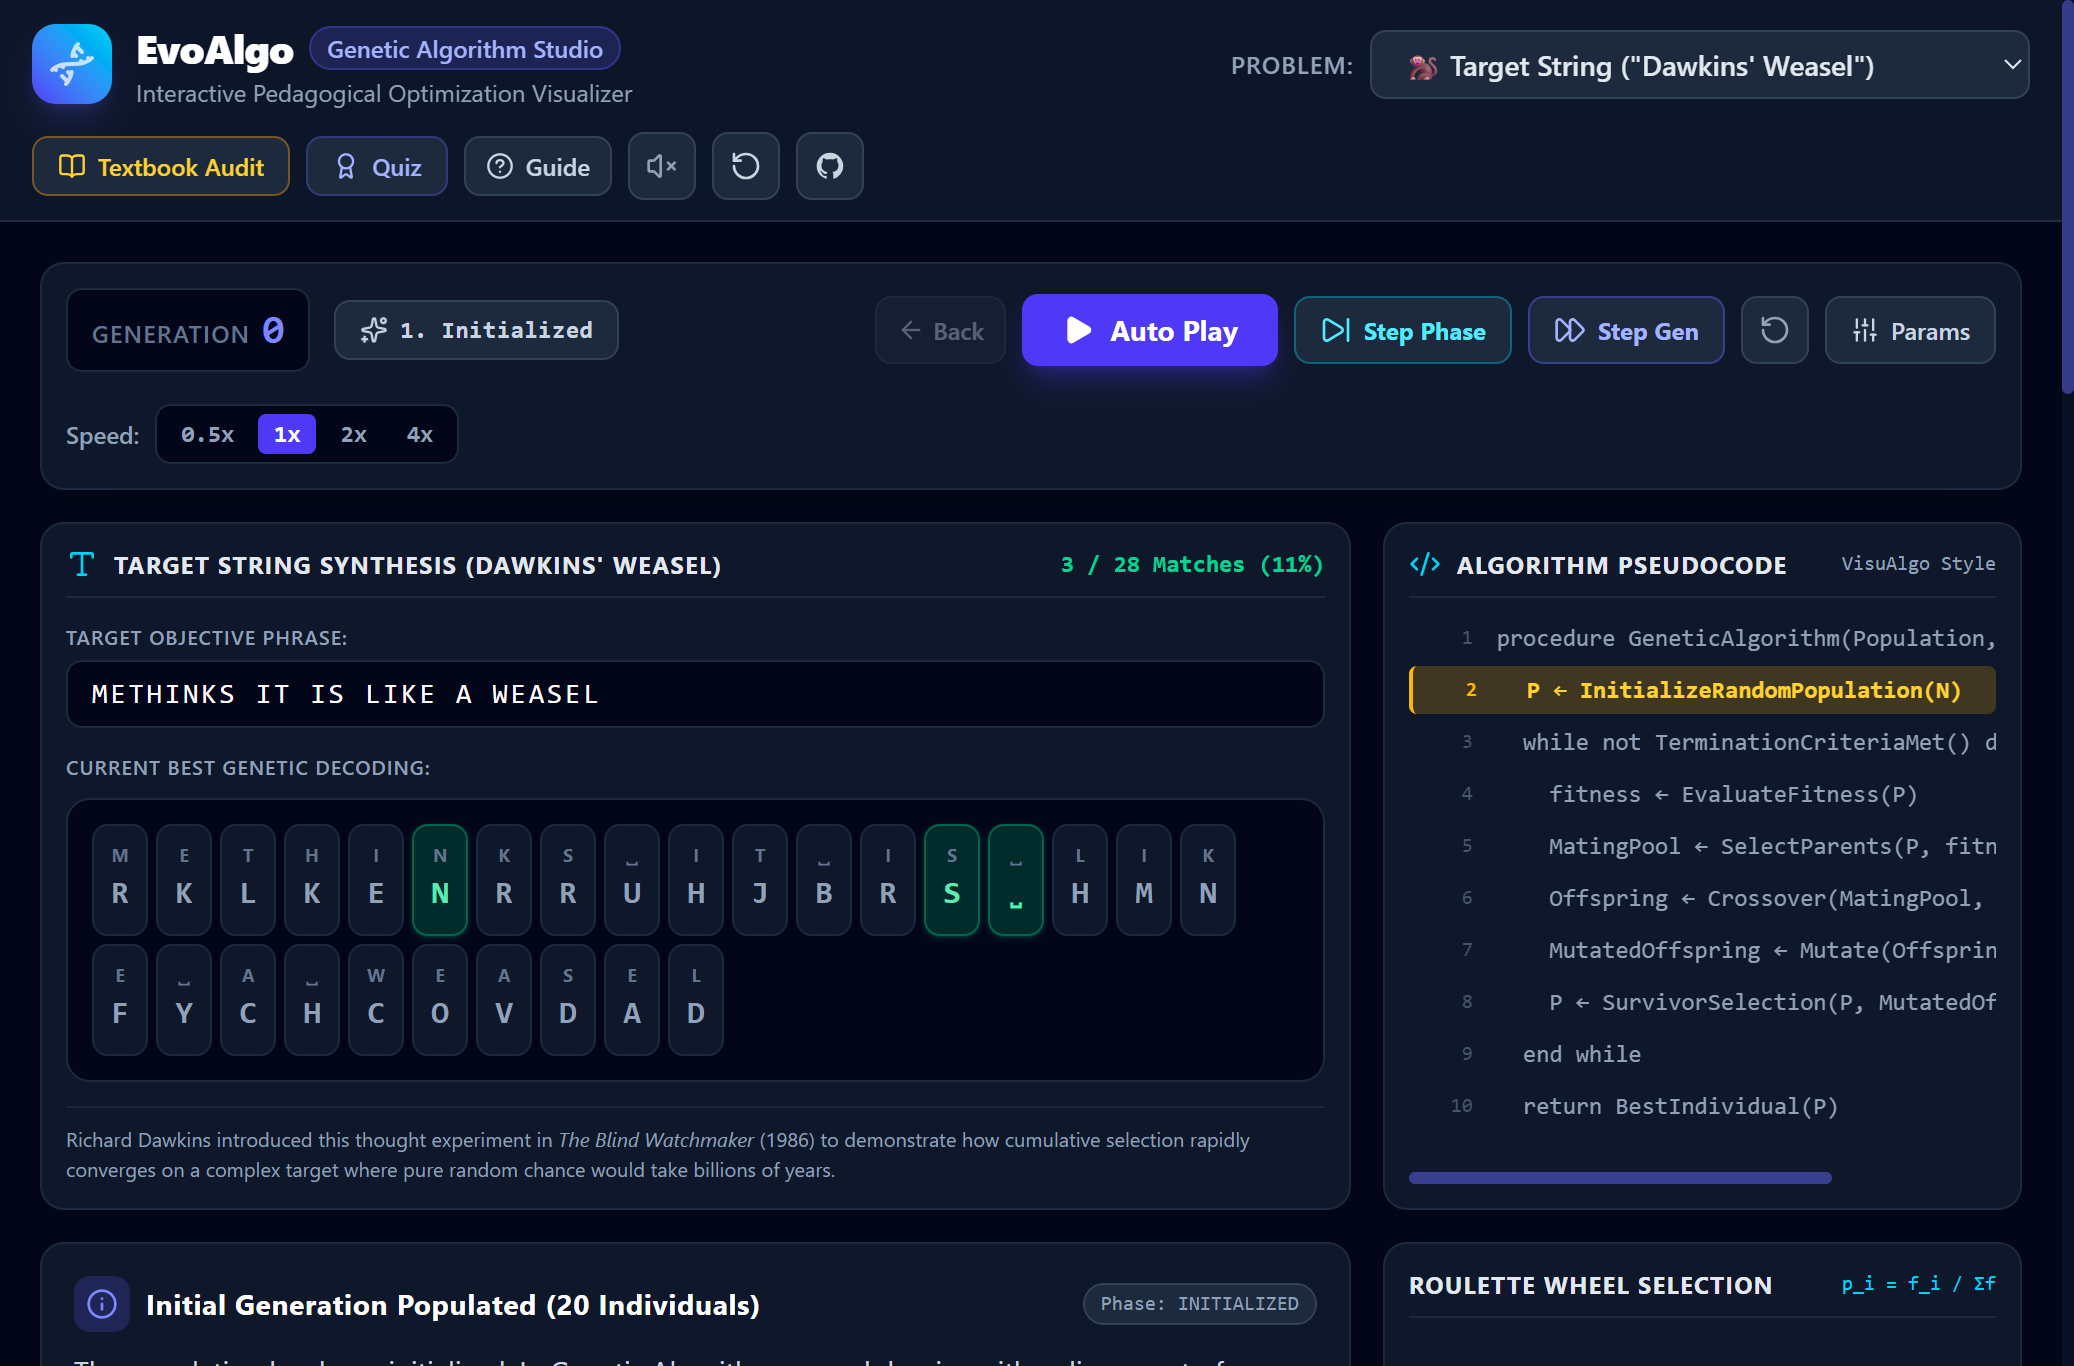 EvoAlgo Genetic Algorithm Studio
Interactive Pedagogical Optimization Visualizer
PROBLEM: Target String ("Dawkins' Weasel")
Textbook Audit Quiz Guide
GENERATION 0 1. Initialized Back Auto Play Step Phase Step Gen Params
Speed: 0.5x 1x 2x 4x
TARGET STRING SYNTHESIS (DAWKINS' WEASEL) 3 / 28 Matches (11%)
TARGET OBJECTIVE PHRASE:
METHINKS IT IS LIKE A WEASEL
CURRENT BEST GENETIC DECODING:
M E T H I N K S ␣ I T ␣ I S ␣ L I K
R K L K E N R R U H J B R S ␣ H M N
E ␣ A ␣ W E A S E L
F Y C H C O V D A D
Richard Dawkins introduced this thought experiment in The Blind Watchmaker (1986) to demonstrate how cumulative selection rapidly
converges on a complex target where pure random chance would take billions of years.
ALGORITHM PSEUDOCODE VisuAlgo Style
1 procedure GeneticAlgorithm(Population,
2 P ← InitializeRandomPopulation(N)
3 while not TerminationCriteriaMet() d
4 fitness ← EvaluateFitness(P)
5 MatingPool ← SelectParents(P, fitn
6 Offspring ← Crossover(MatingPool,
7 MutatedOffspring ← Mutate(Offsprin
8 P ← SurvivorSelection(P, MutatedOf
9 end while
10 return BestIndividual(P)
Initial Generation Populated (20 Individuals) Phase: INITIALIZED
ROULETTE WHEEL SELECTION p_i = f_i / Σf